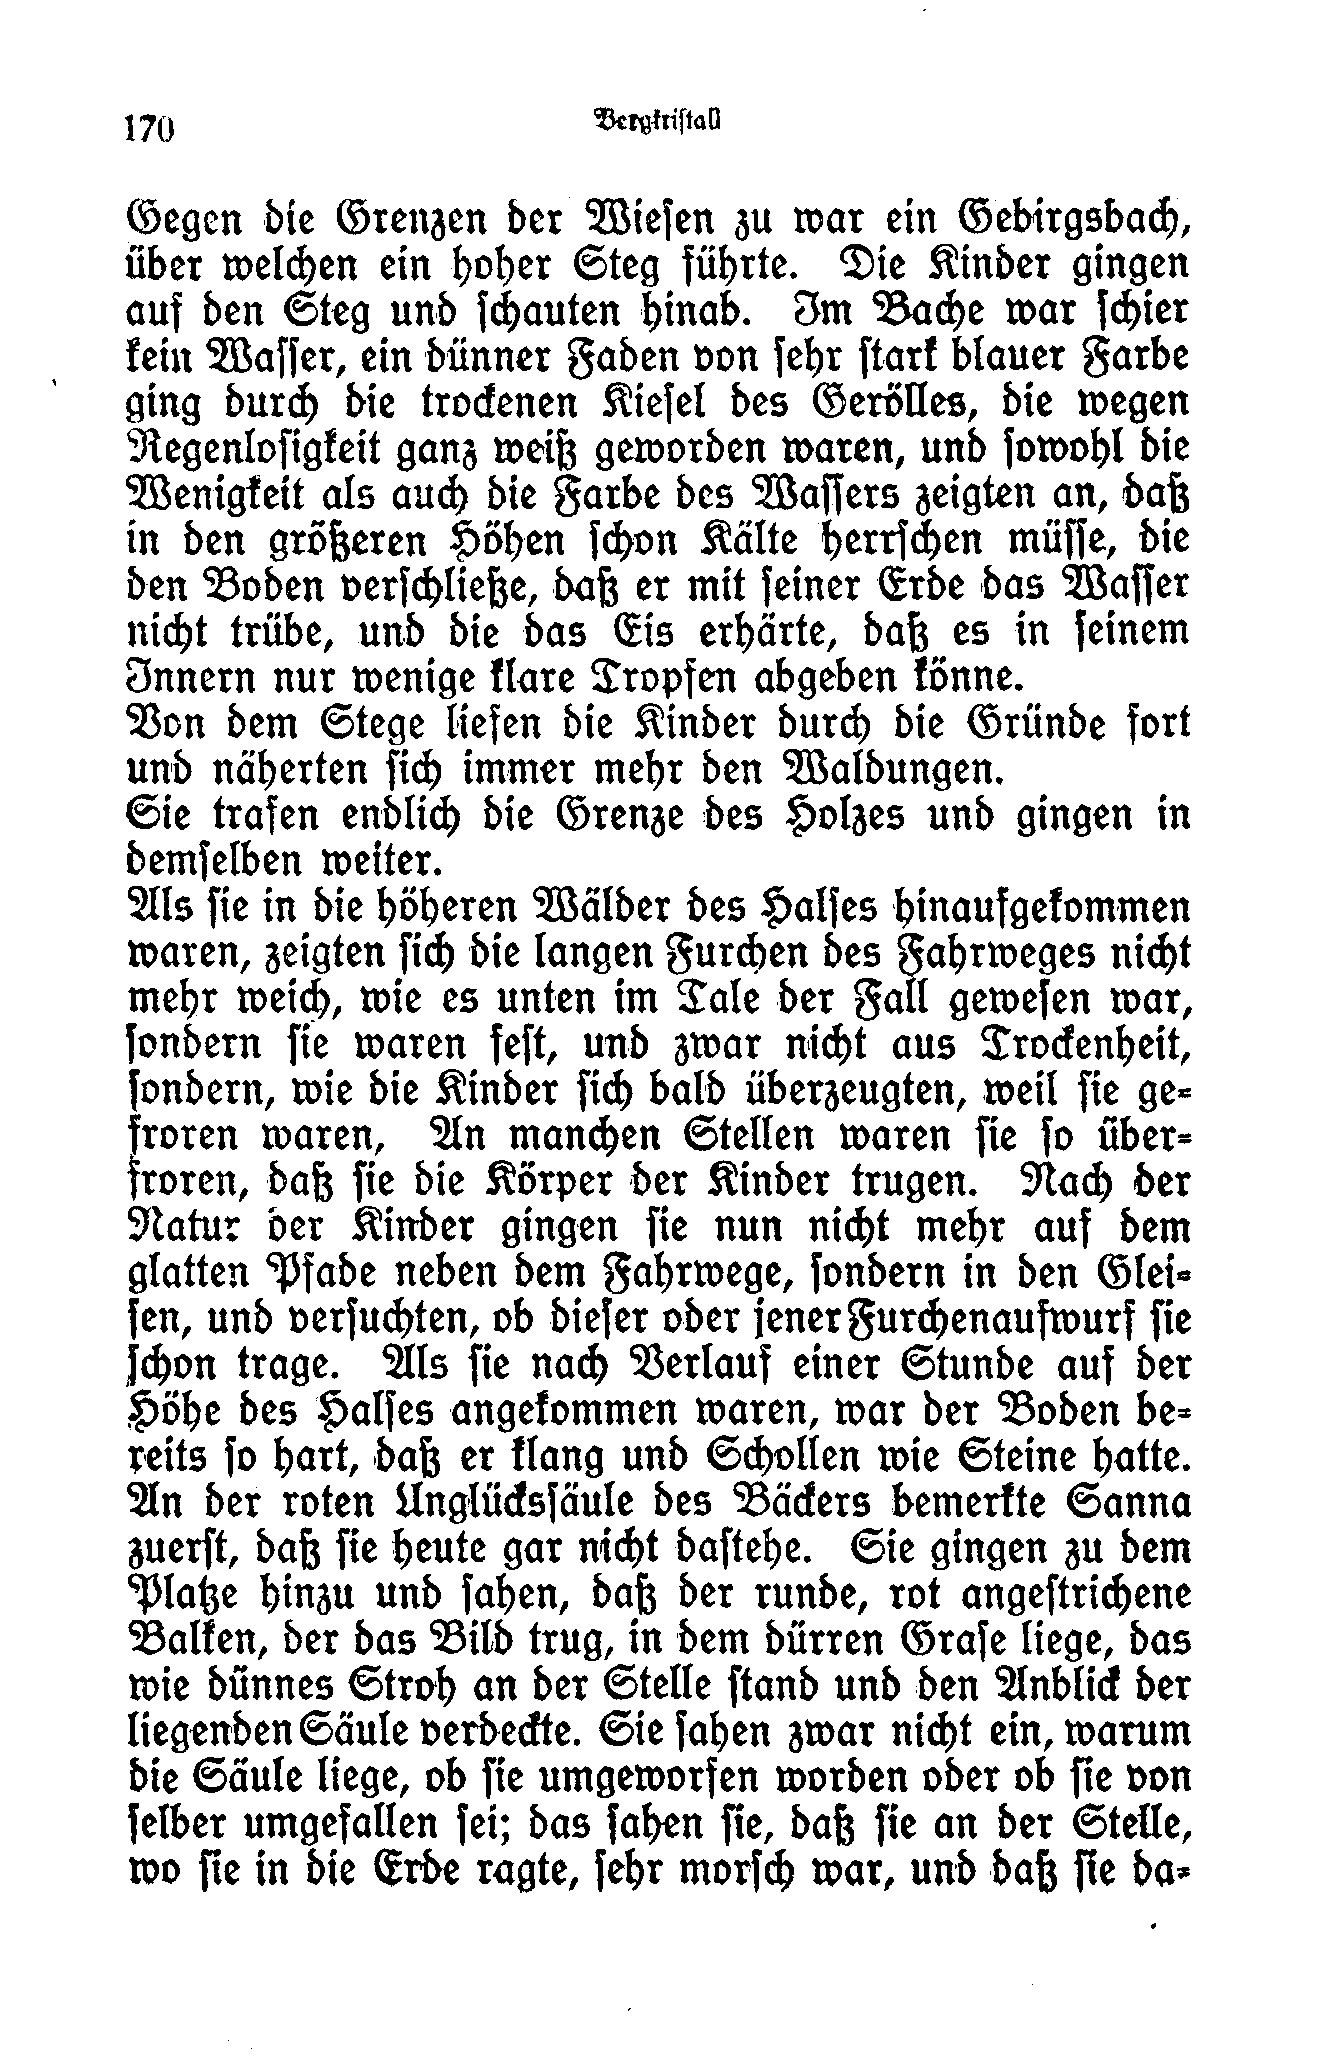 170
Bergkristall
Gegen die Grenzen der Wiesen zu war ein Gebirgsbach,
über welchen ein hoher Steg führte. Die Kinder gingen
auf den Steg und schauten hinab. Im Bache war schier
kein Wasser, ein dünner Faden von sehr stark blauer Farbe
ging durch die trockenen Kiesel des Gerölles, die wegen
Regenlosigkeit ganz weiß geworden waren, und sowohl die
Wenigkeit als auch die Farbe des Wassers zeigten an, daß
in den größeren Höhen schon Kälte herrschen müsse, die
den Boden verschließe, daß er mit seiner Erde das Wasser
nicht trübe, und die das Eis erhärte, daß es in seinem
Innern nur wenige klare Tropfen abgeben könne.
Von dem Stege liefen die Kinder durch die Gründe fort
und näherten sich immer mehr den Waldungen.
Sie trafen endlich die Grenze des Holzes und gingen in
demselben weiter.
Als sie in die höheren Wälder des Halses hinaufgekommen
waren, zeigten sich die langen Furchen des Fahrweges nicht
mehr weich, wie es unten im Tale der Fall gewesen war,
sondern sie waren fest, und zwar nicht aus Trockenheit,
sondern, wie die Kinder sich bald überzeugten, weil sie ge-
froren waren, An manchen Stellen waren sie so über-
froren, daß sie die Körper der Kinder trugen. Nach der
Natur der Kinder gingen sie nun nicht mehr auf dem
glatten Pfade neben dem Fahrwege, sondern in den Glei-
sen, und versuchten, ob dieser oder jener Furchenaufwurf sie
schon trage. Als sie nach Verlauf einer Stunde auf der
Höhe des Halses angekommen waren, war der Boden be-
reits so hart, daß er klang und Schollen wie Steine hatte.
An der roten Unglückssäule des Bäckers bemerkte Sanna
zuerst, daß sie heute gar nicht dastehe. Sie gingen zu dem
Platze hinzu und sahen, daß der runde, rot angestrichene
Balken, der das Bild trug, in dem dürren Grase liege, das
wie dünnes Stroh an der Stelle stand und den Anblick der
liegenden Säule verdeckte. Sie sahen zwar nicht ein, warum
die Säule liege, ob sie umgeworfen worden oder ob sie von
selber umgefallen sei; das sahen sie, daß sie an der Stelle,
wo sie in die Erde ragte, sehr morsch war, und daß sie da-